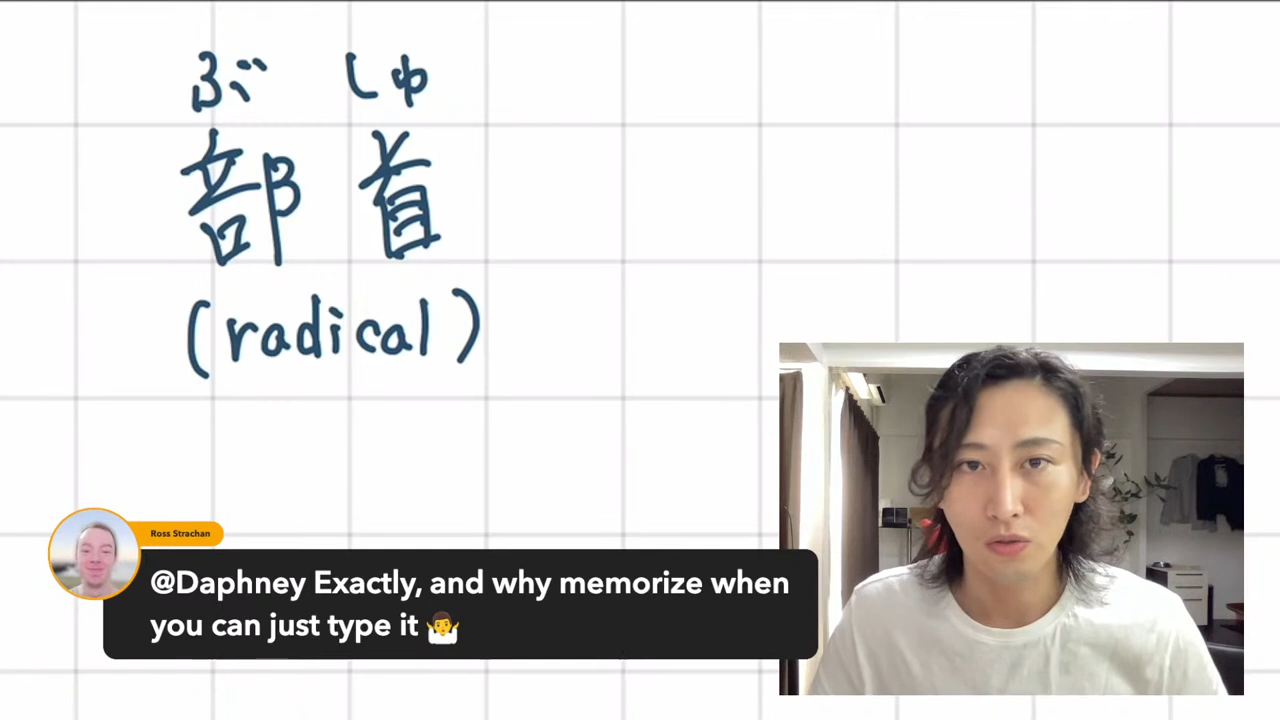 ぶ しゅ
部首
(radical)
Ross Strachan
@Daphney Exactly, and why memorize when
you can just type it 🤷‍♂️